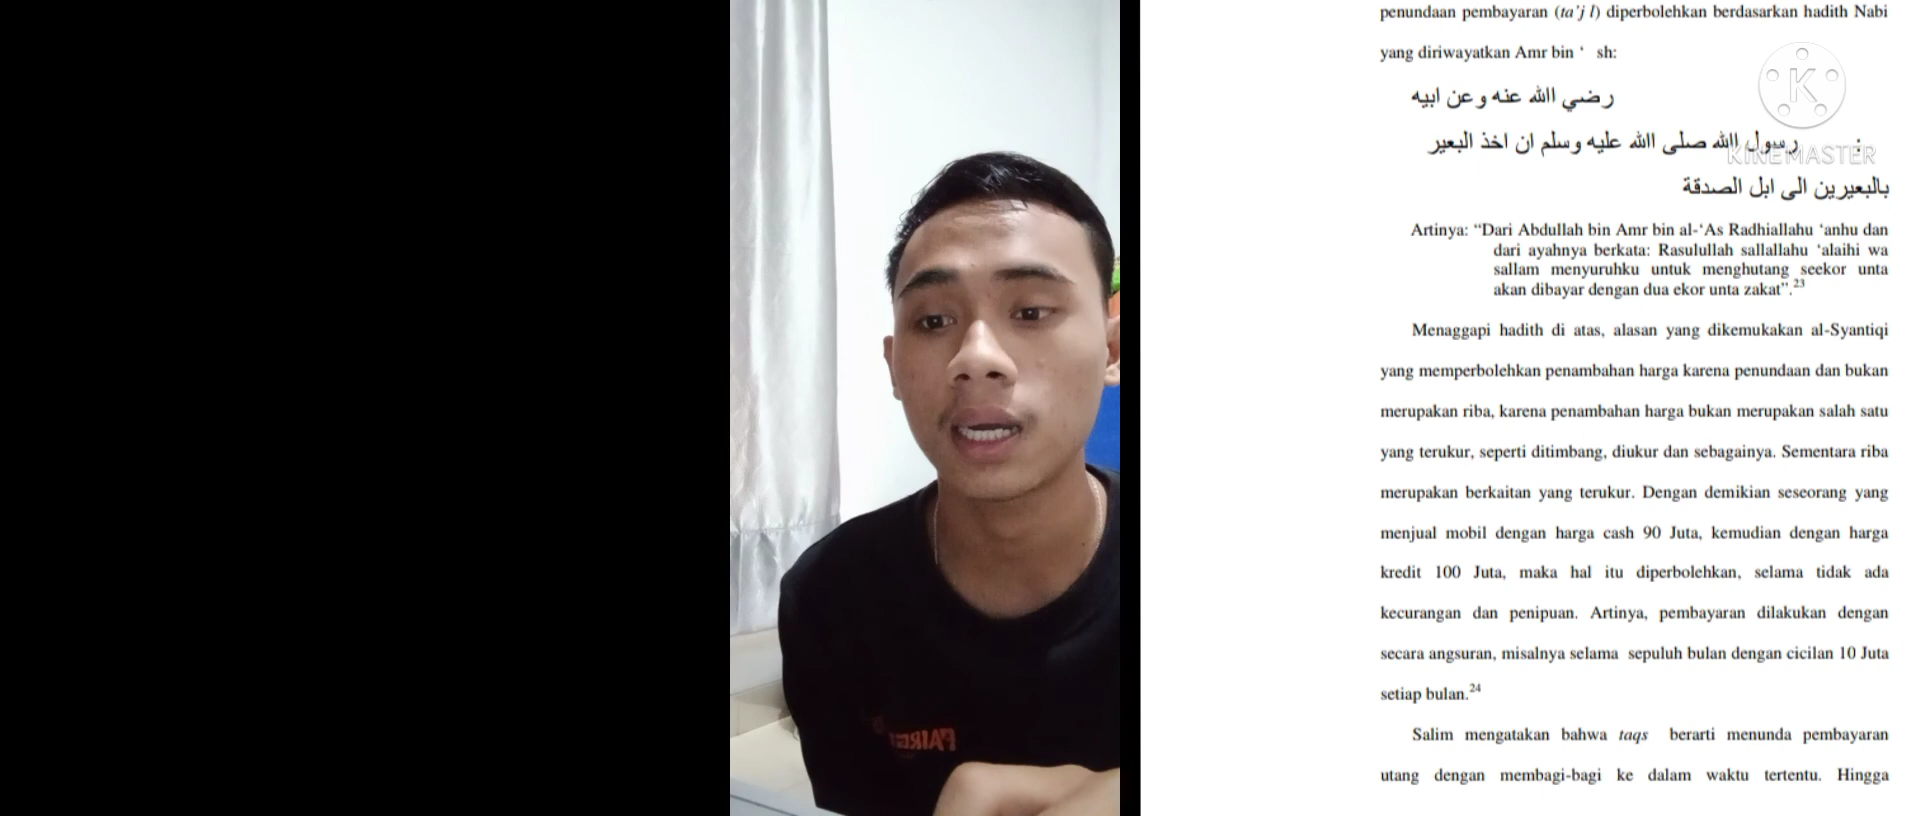 penundaan pembayaran (ta'j l) diperbolehkan berdasarkan hadith Nabi
yang diriwayatkan Amr bin ‘ sh:
رضي االله عنه وعن ابيه
: رسول االله صلى االله عليه وسلم ان اخذ البعير
بالبعيرين الى ابل الصدقة
Artinya: “Dari Abdullah bin Amr bin al-‘As Radhiallahu ‘anhu dan
dari ayahnya berkata: Rasulullah sallallahu ‘alaihi wa
sallam menyuruhku untuk menghutang seekor unta
akan dibayar dengan dua ekor unta zakat”.23
Menaggapi hadith di atas, alasan yang dikemukakan al-Syantiqi
yang memperbolehkan penambahan harga karena penundaan dan bukan
merupakan riba, karena penambahan harga bukan merupakan salah satu
yang terukur, seperti ditimbang, diukur dan sebagainya. Sementara riba
merupakan berkaitan yang terukur. Dengan demikian seseorang yang
menjual mobil dengan harga cash 90 Juta, kemudian dengan harga
kredit 100 Juta, maka hal itu diperbolehkan, selama tidak ada
kecurangan dan penipuan. Artinya, pembayaran dilakukan dengan
secara angsuran, misalnya selama sepuluh bulan dengan cicilan 10 Juta
setiap bulan.24
Salim mengatakan bahwa taqs berarti menunda pembayaran
utang dengan membagi-bagi ke dalam waktu tertentu. Hingga
K
KINEMASTER